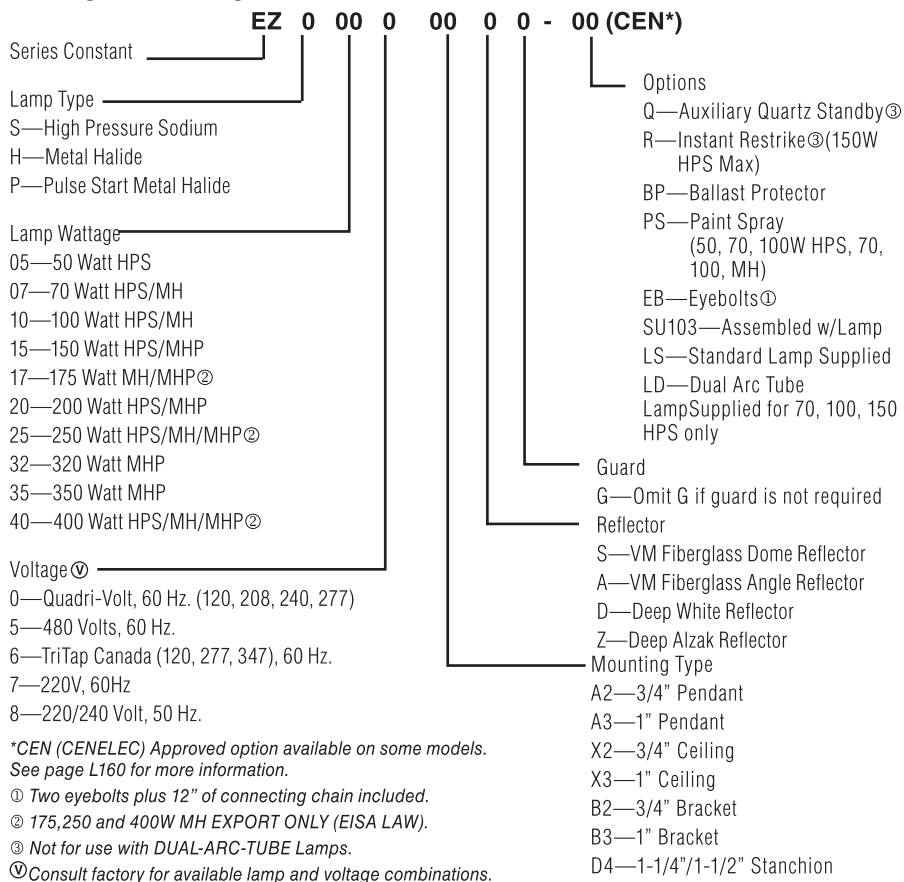 EZ 0 00 0 00 0 0 - 00 (CEN*)
Series Constant
Lamp Type
S—High Pressure Sodium
H—Metal Halide
P—Pulse Start Metal Halide
Lamp Wattage
05—50 Watt HPS
07—70 Watt HPS/MH
10—100 Watt HPS/MH
15—150 Watt HPS/MHP
17—175 Watt MH/MHP②
20—200 Watt HPS/MHP
25—250 Watt HPS/MH/MHP②
32—320 Watt MHP
35—350 Watt MHP
40—400 Watt HPS/MH/MHP②
Voltage Ⓥ
0—Quadri-Volt, 60 Hz. (120, 208, 240, 277)
5—480 Volts, 60 Hz.
6—TriTap Canada (120, 277, 347), 60 Hz.
7—220V, 60Hz
8—220/240 Volt, 50 Hz.
*CEN (CENELEC) Approved option available on some models.
See page L160 for more information.
① Two eyebolts plus 12” of connecting chain included.
② 175,250 and 400W MH EXPORT ONLY (EISA LAW).
③ Not for use with DUAL-ARC-TUBE Lamps.
Ⓥ Consult factory for available lamp and voltage combinations.
Options
Q—Auxiliary Quartz Standby③
R—Instant Restrike③(150W
HPS Max)
BP—Ballast Protector
PS—Paint Spray
(50, 70, 100W HPS, 70,
100, MH)
EB—Eyebolts①
SU103—Assembled w/Lamp
LS—Standard Lamp Supplied
LD—Dual Arc Tube
LampSupplied for 70, 100, 150
HPS only
Guard
G—Omit G if guard is not required
Reflector
S—VM Fiberglass Dome Reflector
A—VM Fiberglass Angle Reflector
D—Deep White Reflector
Z—Deep Alzak Reflector
Mounting Type
A2—3/4” Pendant
A3—1” Pendant
X2—3/4” Ceiling
X3—1” Ceiling
B2—3/4” Bracket
B3—1” Bracket
D4—1-1/4”/1-1/2” Stanchion